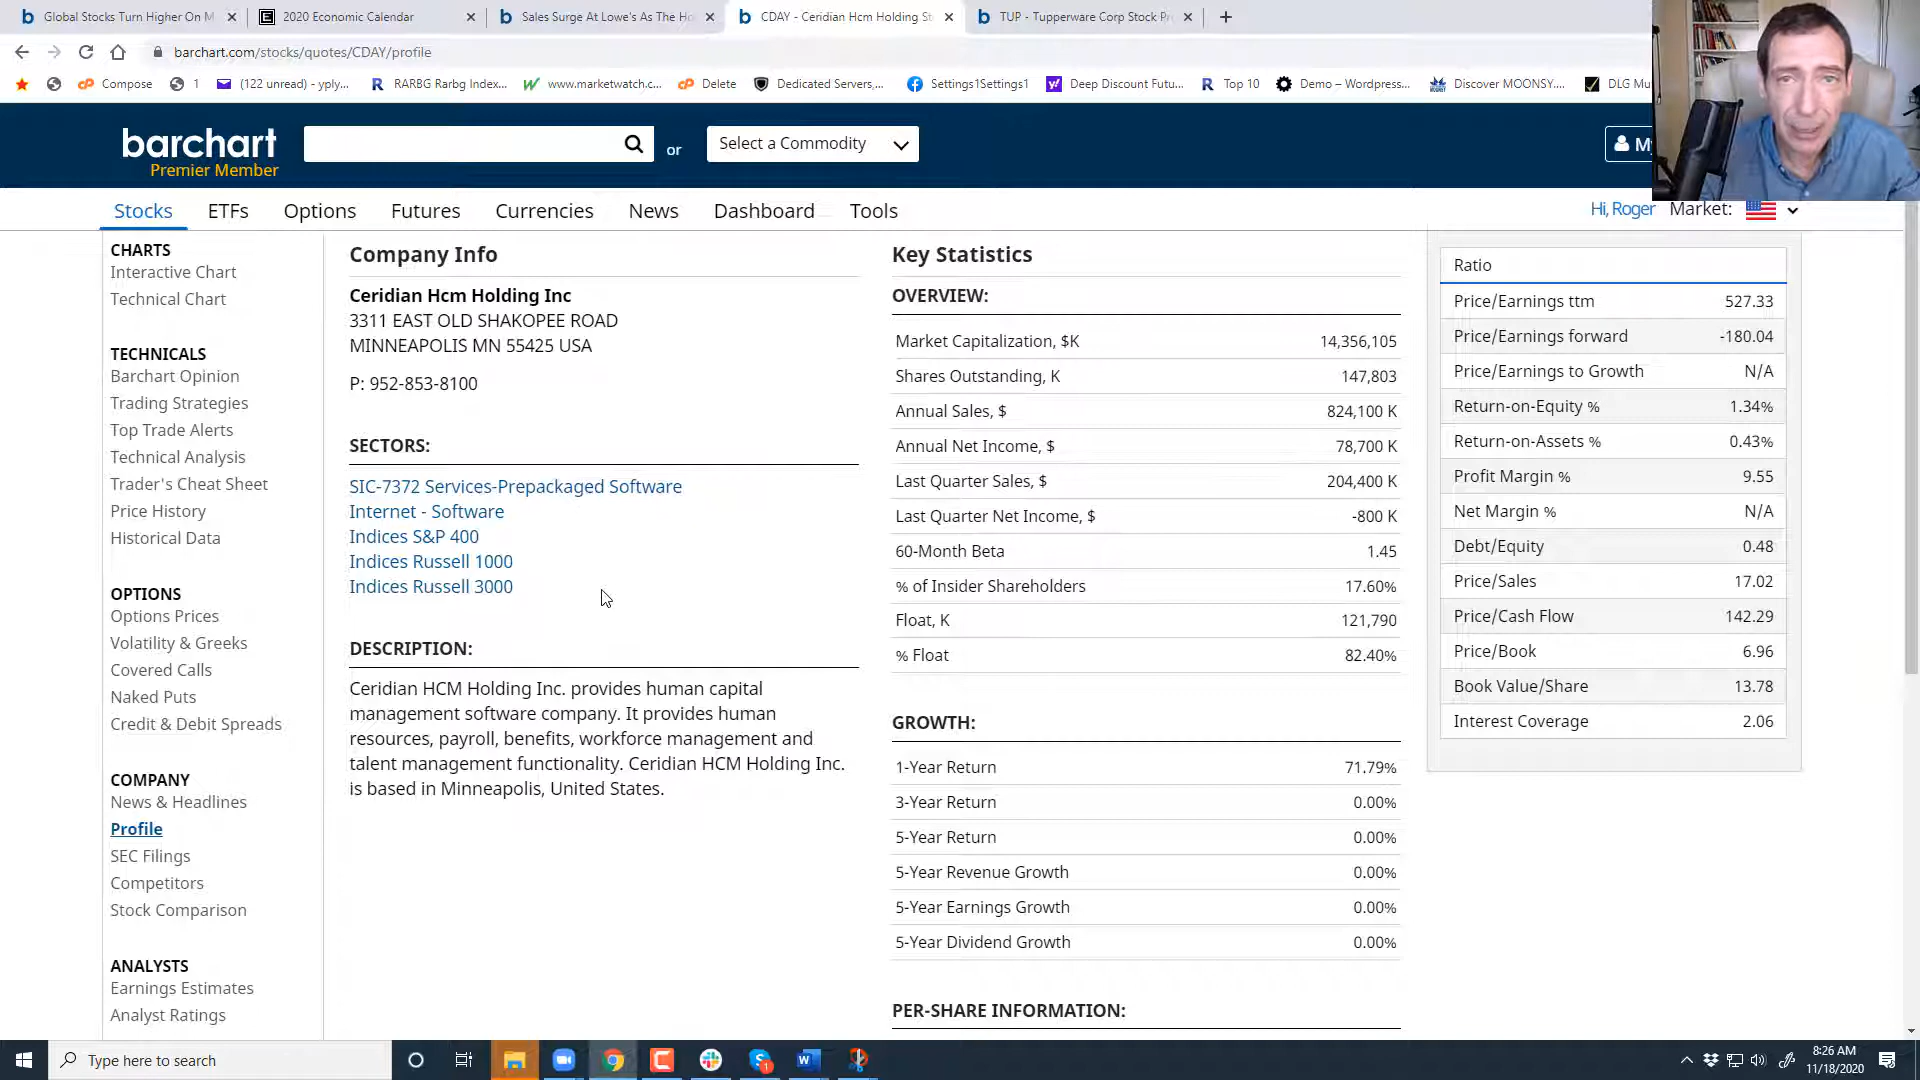 Global Stocks Turn Higher On M
2020 Economic Calendar
Sales Surge At Lowe's As The Ho
CDAY - Ceridian Hcm Holding St
TUP - Tupperware Corp Stock Pr
barchart.com/stocks/quotes/CDAY/profile
Compose
1
(122 unread) - yply...
RARBG Rarbg Index...
www.marketwatch.c...
Delete
Dedicated Servers,...
Settings1Settings1
Deep Discount Futu...
Top 10
Demo – Wordpress...
Discover MOONSY....
DLG Mu
barchart
Premier Member
or
Select a Commodity
My
Stocks
ETFs
Options
Futures
Currencies
News
Dashboard
Tools
Hi, Roger
Market:
CHARTS
Interactive Chart
Technical Chart
TECHNICALS
Barchart Opinion
Trading Strategies
Top Trade Alerts
Technical Analysis
Trader's Cheat Sheet
Price History
Historical Data
OPTIONS
Options Prices
Volatility & Greeks
Covered Calls
Naked Puts
Credit & Debit Spreads
COMPANY
News & Headlines
Profile
SEC Filings
Competitors
Stock Comparison
ANALYSTS
Earnings Estimates
Analyst Ratings
Company Info
Ceridian Hcm Holding Inc
3311 EAST OLD SHAKOPEE ROAD
MINNEAPOLIS MN 55425 USA
P: 952-853-8100
SECTORS:
SIC-7372 Services-Prepackaged Software
Internet - Software
Indices S&P 400
Indices Russell 1000
Indices Russell 3000
DESCRIPTION:
Ceridian HCM Holding Inc. provides human capital
management software company. It provides human
resources, payroll, benefits, workforce management and
talent management functionality. Ceridian HCM Holding Inc.
is based in Minneapolis, United States.
Key Statistics
OVERVIEW:
Market Capitalization, $K 14,356,105
Shares Outstanding, K 147,803
Annual Sales, $ 824,100 K
Annual Net Income, $ 78,700 K
Last Quarter Sales, $ 204,400 K
Last Quarter Net Income, $ -800 K
60-Month Beta 1.45
% of Insider Shareholders 17.60%
Float, K 121,790
% Float 82.40%
GROWTH:
1-Year Return 71.79%
3-Year Return 0.00%
5-Year Return 0.00%
5-Year Revenue Growth 0.00%
5-Year Earnings Growth 0.00%
5-Year Dividend Growth 0.00%
PER-SHARE INFORMATION:
Ratio
Price/Earnings ttm 527.33
Price/Earnings forward -180.04
Price/Earnings to Growth N/A
Return-on-Equity % 1.34%
Return-on-Assets % 0.43%
Profit Margin % 9.55
Net Margin % N/A
Debt/Equity 0.48
Price/Sales 17.02
Price/Cash Flow 142.29
Price/Book 6.96
Book Value/Share 13.78
Interest Coverage 2.06
Type here to search
8:26 AM
11/18/2020